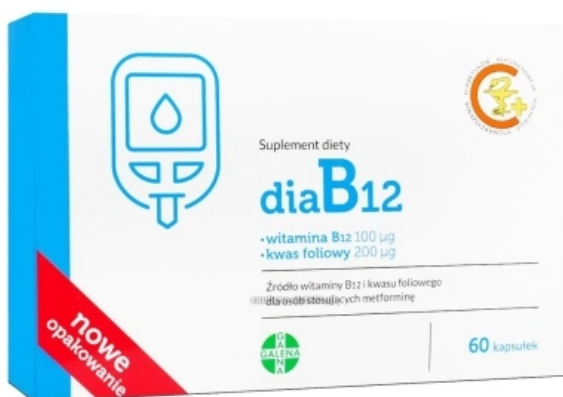 Suplement diety
diaB12
•witamina B12 100 µg
•kwas foliowy 200 µg
Źródło witaminy B12 i kwasu foliowego
dla osób stosujących metforminę
GALENA
60 kapsułek
nowe
opakowanie